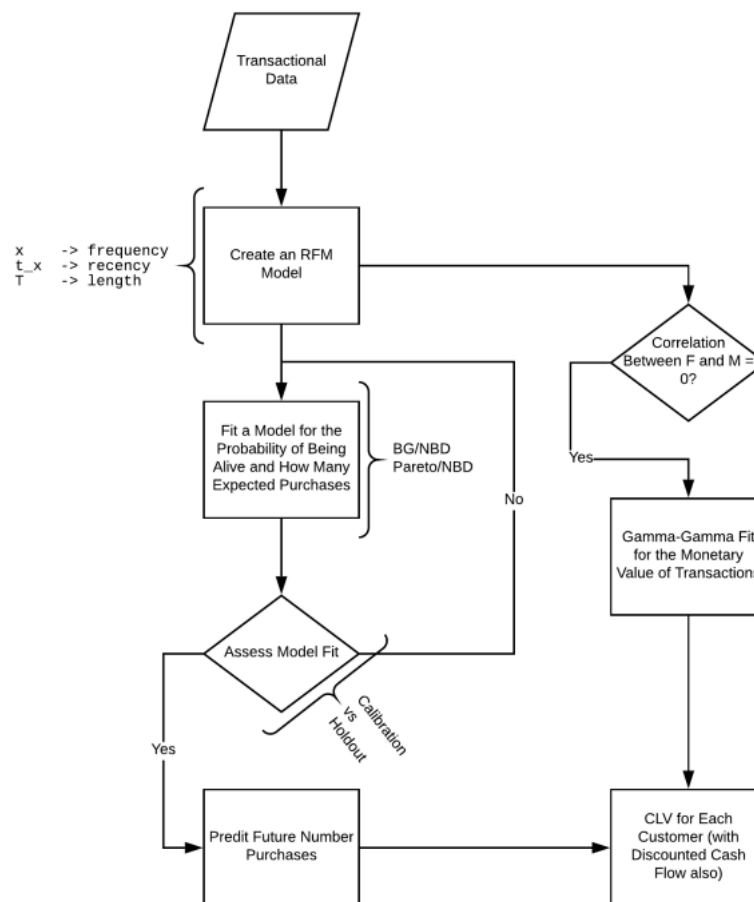 Transactional
Data
x -> frequency
t_x -> recency
T -> length
Create an RFM
Model
Correlation
Between F and M =
0?
Fit a Model for the
Probability of Being
Alive and How Many
Expected Purchases
BG/NBD
Pareto/NBD
No
Yes
Gamma-Gamma Fit
for the Monetary
Value of Transactions
Assess Model Fit
Calibration
vs
Holdout
Yes
Predit Future Number
Purchases
CLV for Each
Customer (with
Discounted Cash
Flow also)